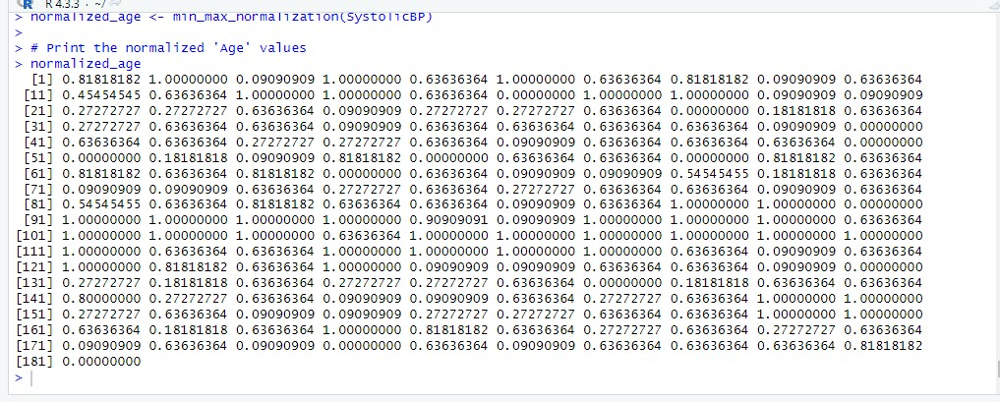 R 4.3.3 · ~/
> normalized_age <- min_max_normalization(SystolicBP)
>
> # Print the normalized 'Age' values
> normalized_age
[1] 0.81818182 1.00000000 0.09090909 1.00000000 0.63636364 1.00000000 0.63636364 0.81818182 0.09090909 0.63636364
[11] 0.45454545 0.63636364 1.00000000 1.00000000 0.63636364 0.00000000 1.00000000 1.00000000 0.09090909 0.09090909
[21] 0.27272727 0.27272727 0.63636364 0.09090909 0.27272727 0.27272727 0.63636364 0.00000000 0.18181818 0.63636364
[31] 0.27272727 0.63636364 0.63636364 0.09090909 0.63636364 0.63636364 0.63636364 0.63636364 0.09090909 0.00000000
[41] 0.63636364 0.63636364 0.27272727 0.27272727 0.63636364 0.09090909 0.63636364 0.63636364 0.63636364 0.00000000
[51] 0.00000000 0.18181818 0.09090909 0.81818182 0.00000000 0.63636364 0.63636364 0.00000000 0.81818182 0.63636364
[61] 0.81818182 0.63636364 0.81818182 0.00000000 0.63636364 0.09090909 0.09090909 0.54545455 0.18181818 0.63636364
[71] 0.09090909 0.09090909 0.63636364 0.27272727 0.63636364 0.27272727 0.63636364 0.63636364 0.09090909 0.63636364
[81] 0.54545455 0.63636364 0.81818182 0.63636364 0.63636364 0.09090909 0.63636364 1.00000000 1.00000000 0.00000000
[91] 1.00000000 1.00000000 1.00000000 1.00000000 0.90909091 0.09090909 1.00000000 1.00000000 1.00000000 0.63636364
[101] 1.00000000 1.00000000 1.00000000 0.63636364 1.00000000 1.00000000 1.00000000 1.00000000 1.00000000 1.00000000
[111] 1.00000000 0.63636364 0.63636364 1.00000000 1.00000000 1.00000000 1.00000000 0.63636364 0.09090909 0.63636364
[121] 1.00000000 0.81818182 0.63636364 1.00000000 0.09090909 0.09090909 0.63636364 0.63636364 0.09090909 0.00000000
[131] 0.27272727 0.18181818 0.63636364 0.27272727 0.27272727 0.63636364 0.00000000 0.18181818 0.63636364 0.63636364
[141] 0.80000000 0.27272727 0.63636364 0.09090909 0.09090909 0.63636364 0.27272727 0.63636364 1.00000000 1.00000000
[151] 0.27272727 0.63636364 0.09090909 0.09090909 0.27272727 0.27272727 0.63636364 0.63636364 1.00000000 1.00000000
[161] 0.63636364 0.18181818 0.63636364 1.00000000 0.81818182 0.63636364 0.27272727 0.63636364 0.27272727 0.63636364
[171] 0.09090909 0.63636364 0.09090909 0.00000000 0.63636364 0.09090909 0.63636364 0.63636364 0.63636364 0.81818182
[181] 0.00000000
>